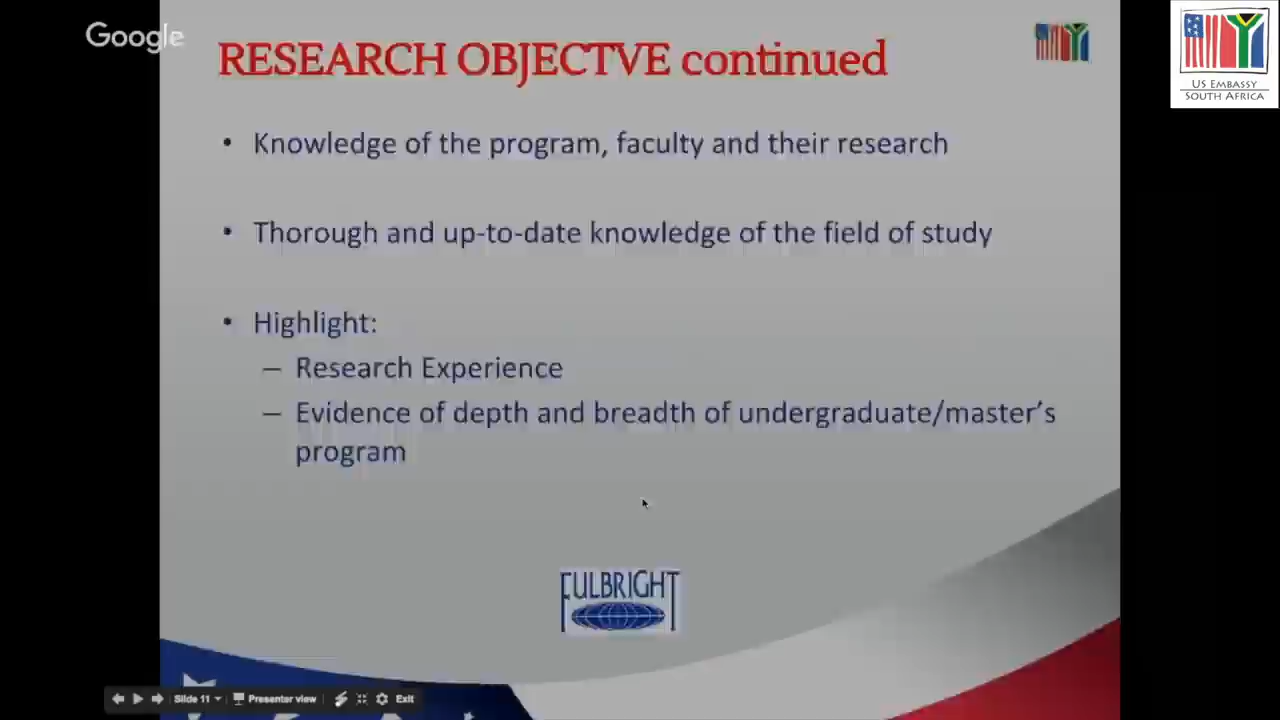 Google
RESEARCH OBJECTVE continued
US EMBASSY
SOUTH AFRICA
• Knowledge of the program, faculty and their research
• Thorough and up-to-date knowledge of the field of study
• Highlight:
– Research Experience
– Evidence of depth and breadth of undergraduate/master's
program
FULBRIGHT
Slide 11
Presenter view
Exit